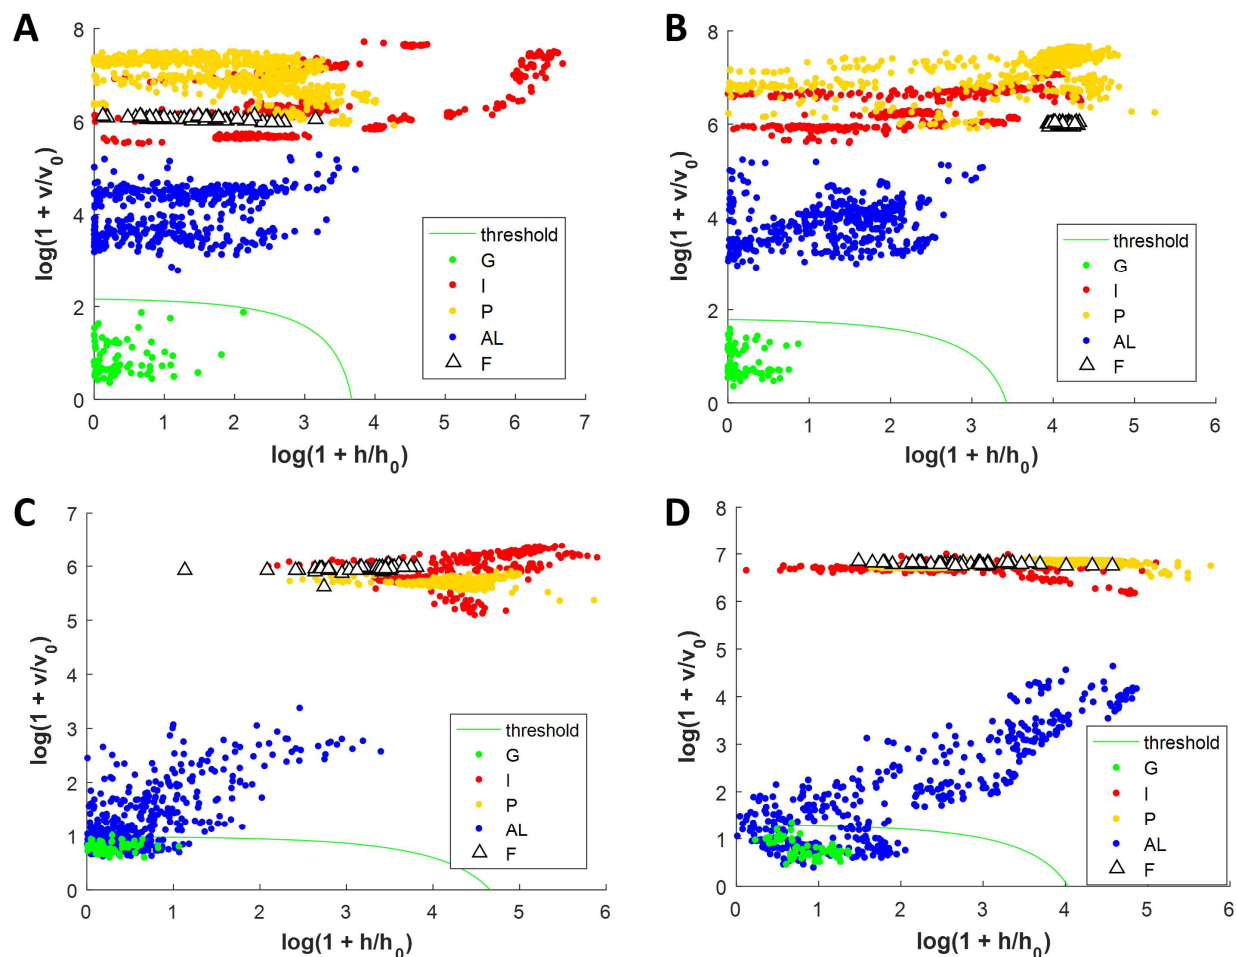 A
8
6
4
2
0
0 1 2 3 4 5 6 7
log(1 + v/v0)
log(1 + h/h0)
threshold
G
I
P
AL
F
B
8
6
4
2
0
0 1 2 3 4 5 6
log(1 + v/v0)
log(1 + h/h0)
threshold
G
I
P
AL
F
C
7
6
5
4
3
2
1
0
0 1 2 3 4 5 6
log(1 + v/v0)
log(1 + h/h0)
threshold
G
I
P
AL
F
D
8
7
6
5
4
3
2
1
0
0 1 2 3 4 5 6
log(1 + v/v0)
log(1 + h/h0)
threshold
G
I
P
AL
F